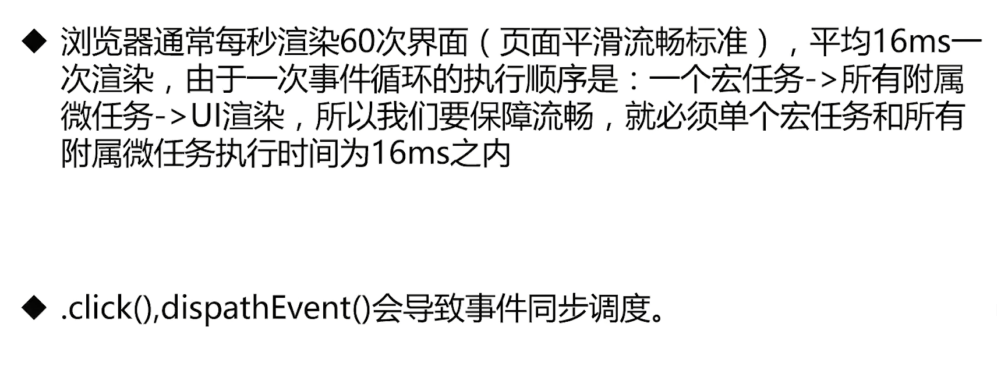 ◆ 浏览器通常每秒渲染60次界面（页面平滑流畅标准），平均16ms一
次渲染，由于一次事件循环的执行顺序是：一个宏任务->所有附属
微任务->UI渲染，所以我们要保障流畅，就必须单个宏任务和所有
附属微任务执行时间为16ms之内
◆ .click(),dispathEvent()会导致事件同步调度。